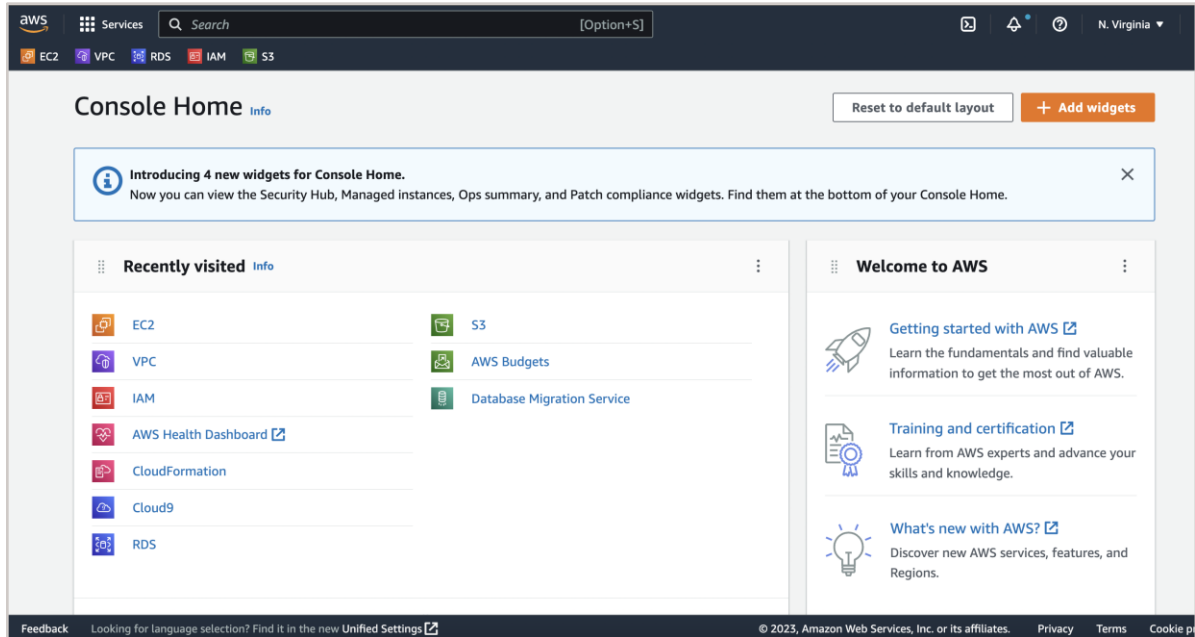 aws
Services
Search [Option+S]
N. Virginia
EC2 VPC RDS IAM S3
Console Home Info
Reset to default layout
+ Add widgets
Introducing 4 new widgets for Console Home.
Now you can view the Security Hub, Managed instances, Ops summary, and Patch compliance widgets. Find them at the bottom of your Console Home.
Recently visited Info
EC2
VPC
IAM
AWS Health Dashboard
CloudFormation
Cloud9
RDS
S3
AWS Budgets
Database Migration Service
Welcome to AWS
Getting started with AWS
Learn the fundamentals and find valuable
information to get the most out of AWS.
Training and certification
Learn from AWS experts and advance your
skills and knowledge.
What's new with AWS?
Discover new AWS services, features, and
Regions.
Feedback
Looking for language selection? Find it in the new Unified Settings
© 2023, Amazon Web Services, Inc. or its affiliates.
Privacy
Terms
Cookie